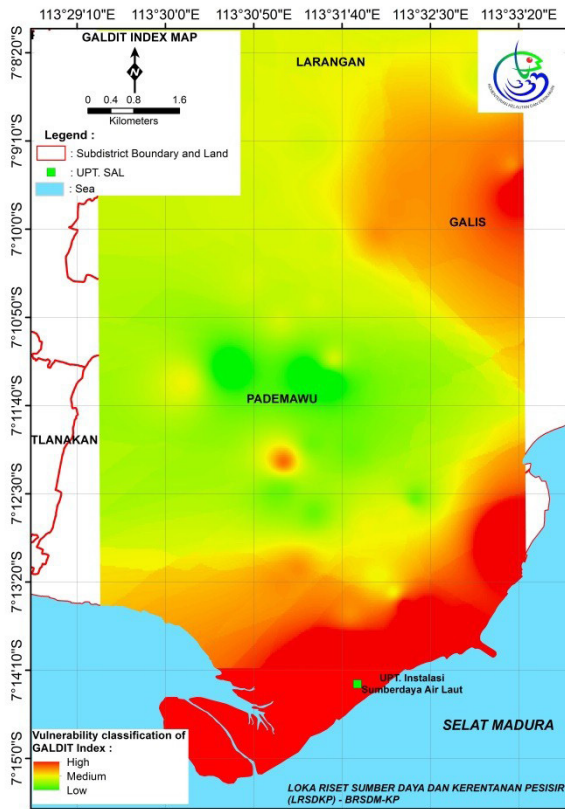 113°29'10"E 113°30'0"E 113°30'50"E 113°31'40"E 113°32'30"E 113°33'20"E
GALDIT INDEX MAP
N
0.4 0.8 1.6
Kilometers
Legend :
: Subdistrict Boundary and Land
: UPT. SAL
: Sea
LARANGAN
KEMENTERIAN KELAUTAN DAN PERIKANAN
GALIS
PADEMAWU
TLANAKAN
7°8'20"S
7°9'10"S
7°10'0"S
7°10'50"S
7°11'40"S
7°12'30"S
7°13'20"S
7°14'10"S
7°15'0"S
UPT. Instalasi
Sumberdaya Air Laut
SELAT MADURA
Vulnerability classification of
GALDIT Index :
High
Medium
Low
LOKA RISET SUMBER DAYA DAN KERENTANAN PESISIR
(LRSDKP) - BRSDM-KP